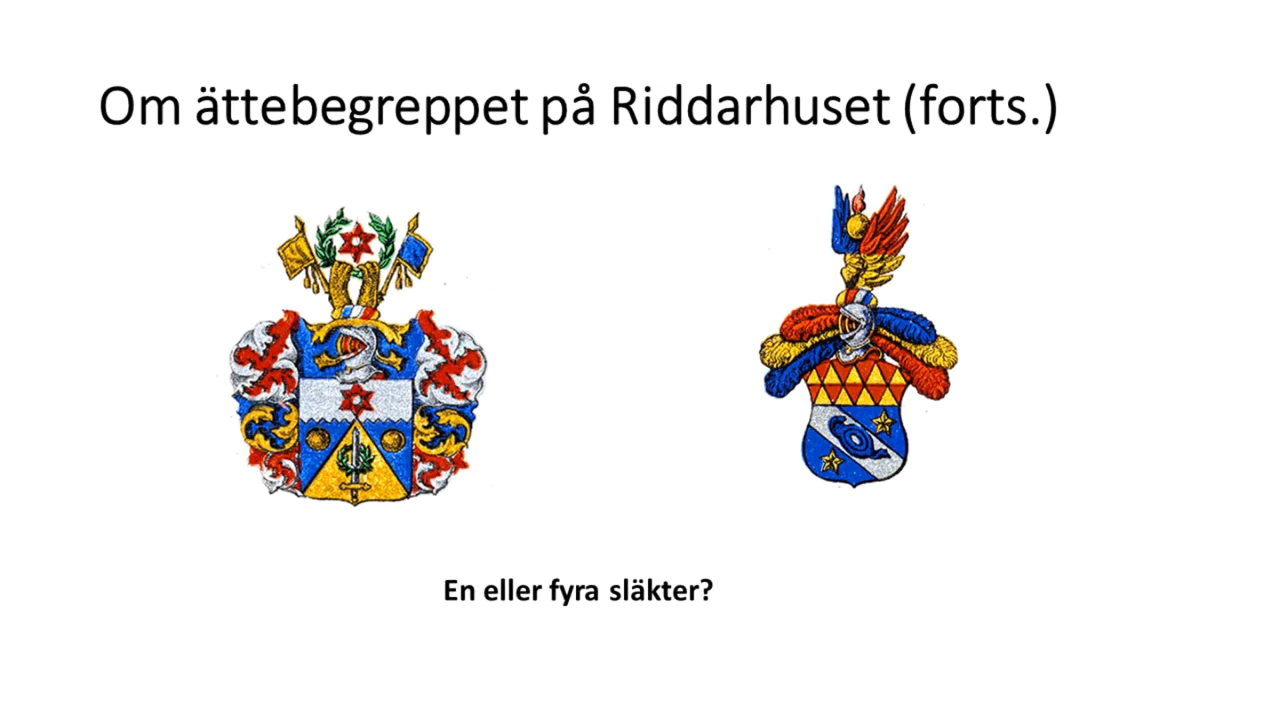 Om ättebegreppet på Riddarhuset (forts.)
En eller fyra släkter?